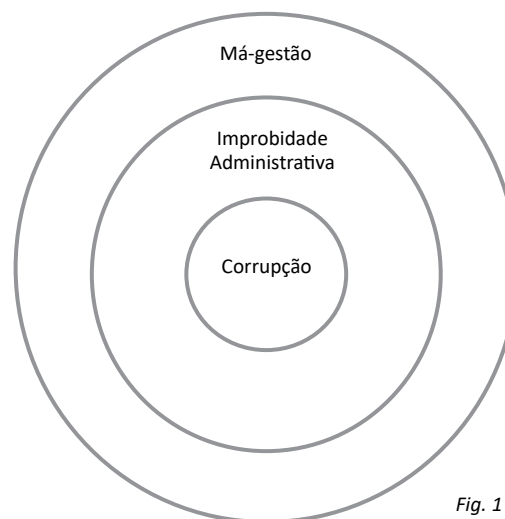 Má-gestão
Improbidade
Administrativa
Corrupção
Fig. 1